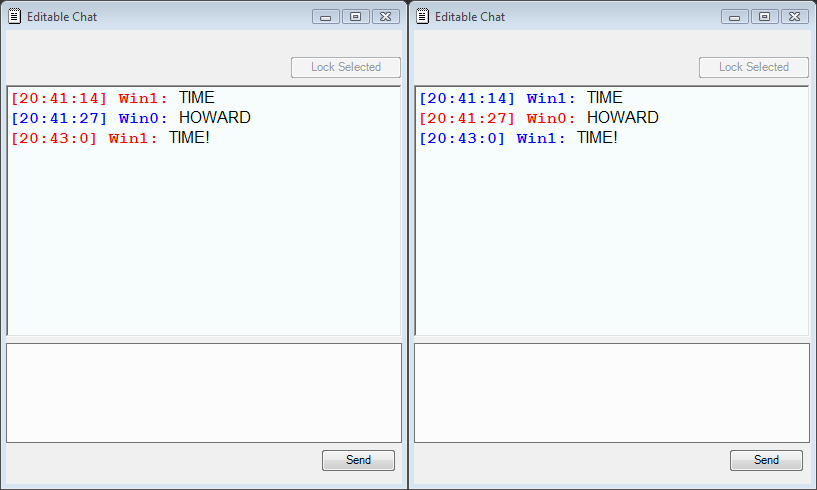 Editable Chat
Lock Selected
[20:41:14] Win1: TIME
[20:41:27] Win0: HOWARD
[20:43:0] Win1: TIME!
Send
Editable Chat
Lock Selected
[20:41:14] Win1: TIME
[20:41:27] Win0: HOWARD
[20:43:0] Win1: TIME!
Send